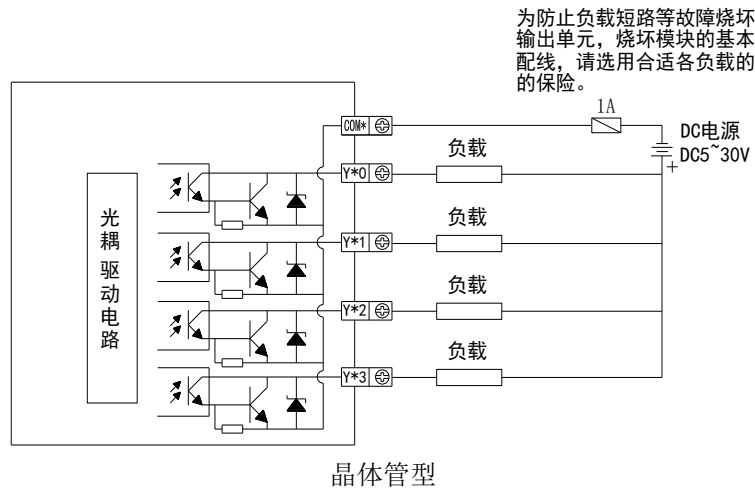 为防止负载短路等故障烧坏
输出单元，烧坏模块的基本
配线，请选用合适各负载的
的保险。
1A
COM*
DC电源
DC5~30V
+
负载
Y*0
光耦驱动电路
负载
Y*1
负载
Y*2
负载
Y*3
晶体管型